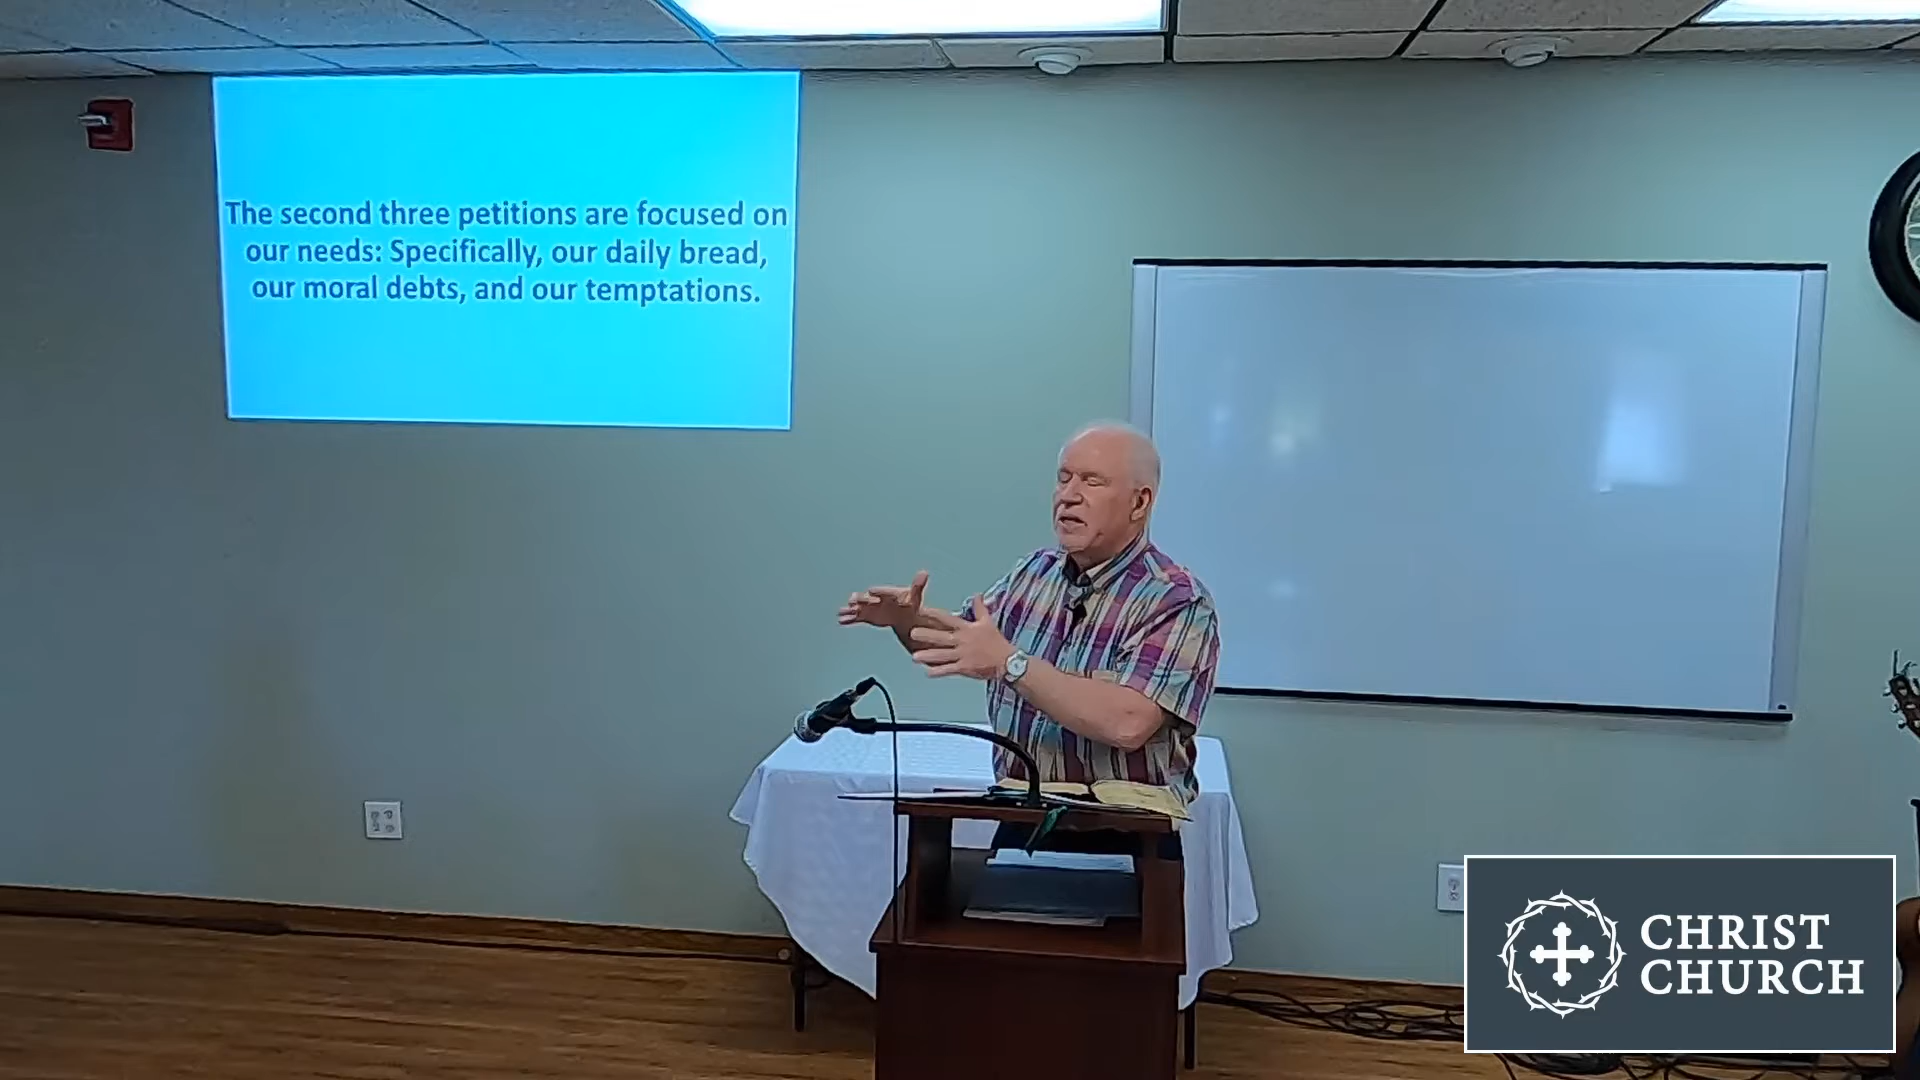 The second three petitions are focused on
our needs: Specifically, our daily bread,
our moral debts, and our temptations.
CHRIST
CHURCH